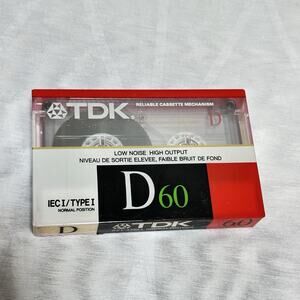 RELIABLE CASSETTE MECHANISM
TDK.
D
LOW NOISE HIGH OUTPUT
NIVEAU DE SORTIE ELEVEE, FAIBLE BRUIT DE FOND
IECI/TYPE I
NORMAL POSITION
D60
D TDK 60